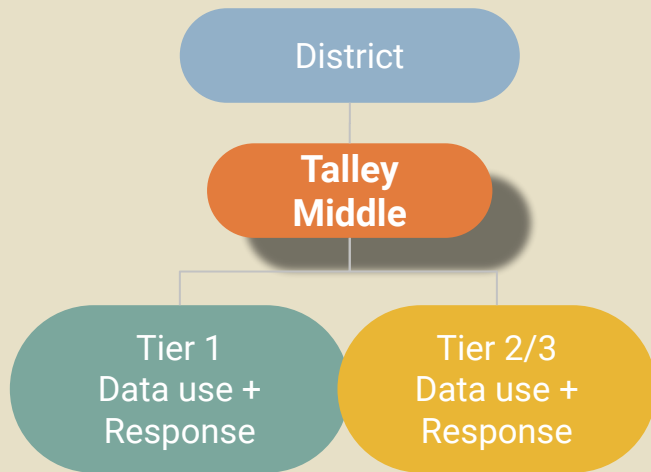 District
Talley
Middle
Tier 1
Data use +
Response
Tier 2/3
Data use +
Response